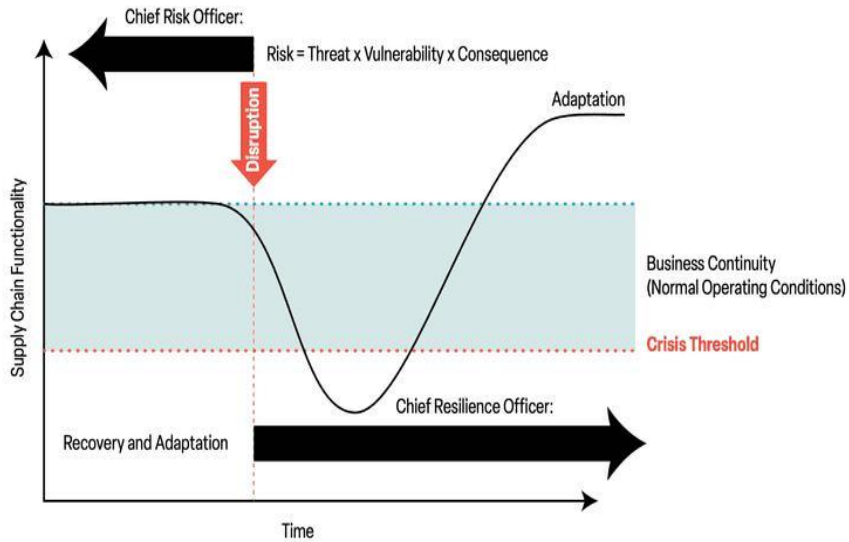 Chief Risk Officer:
Risk = Threat x Vulnerability x Consequence
Disruption
Adaptation
Supply Chain Functionality
Business Continuity
(Normal Operating Conditions)
Crisis Threshold
Chief Resilience Officer:
Recovery and Adaptation
Time